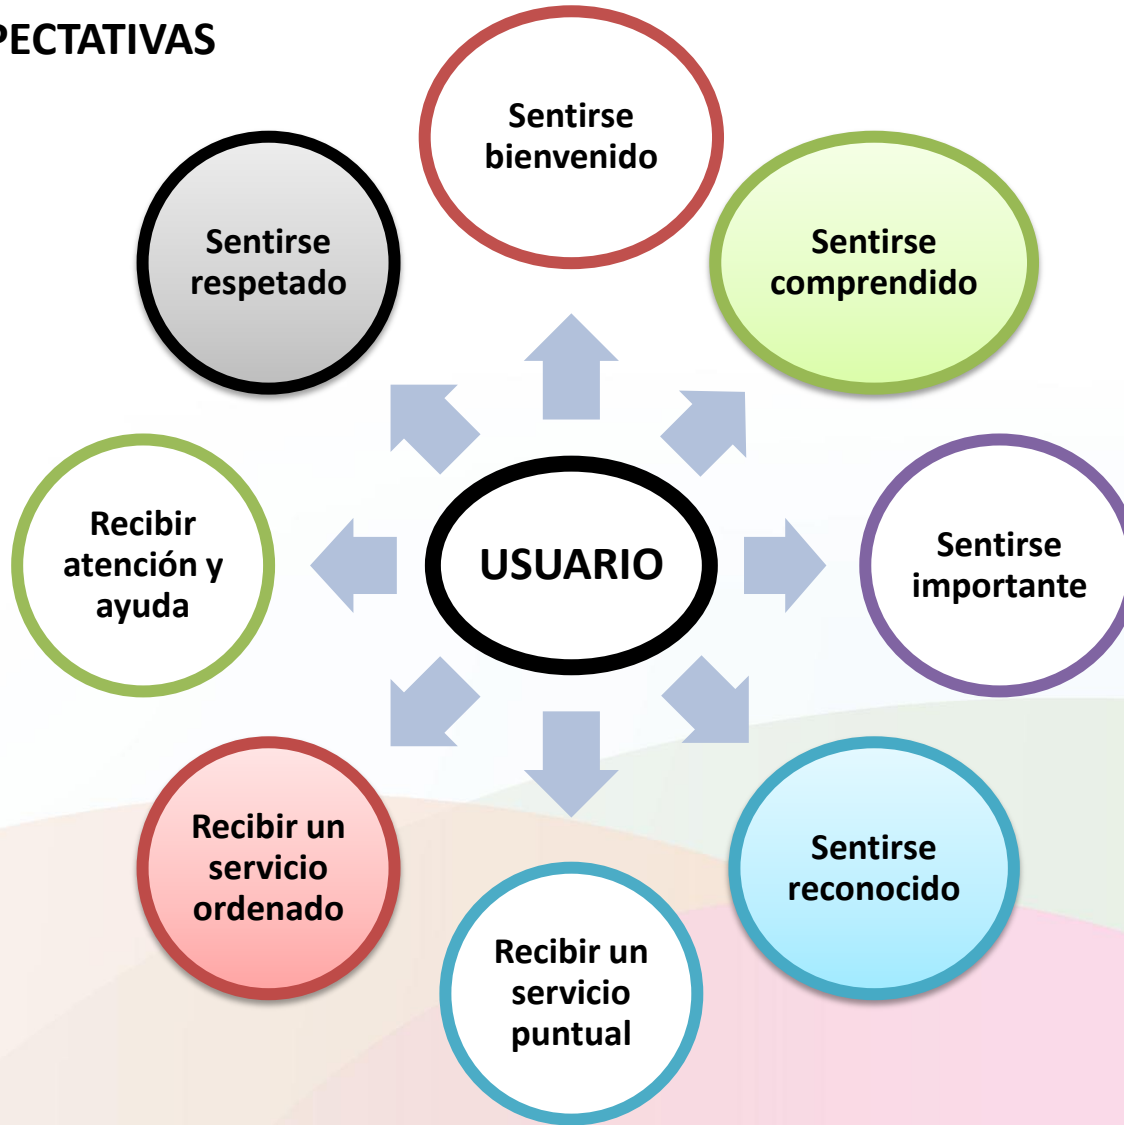 PECTATIVAS
Sentirse
bienvenido
Sentirse
comprendido
Sentirse
importante
Sentirse
reconocido
Recibir un
servicio
puntual
Recibir un
servicio
ordenado
Recibir
atención y
ayuda
Sentirse
respetado
USUARIO